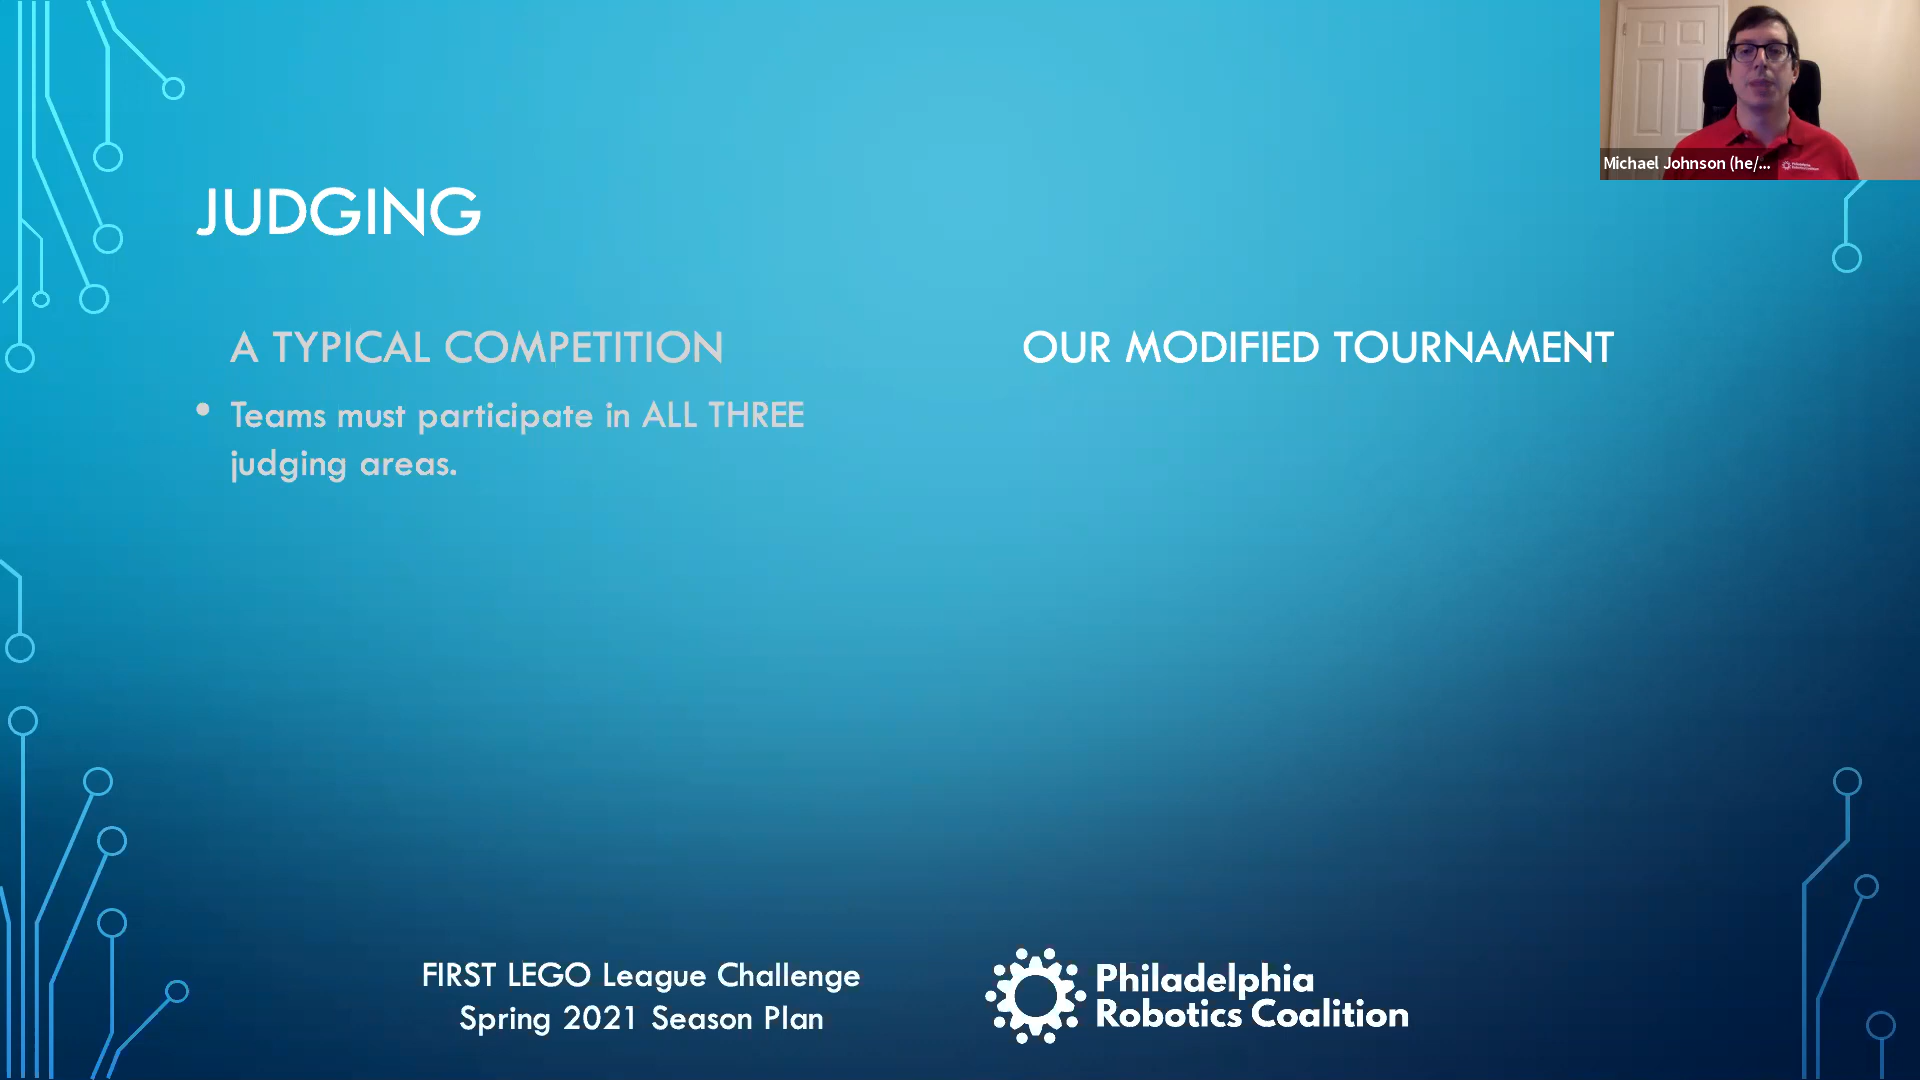 Michael Johnson (he/...
JUDGING
A TYPICAL COMPETITION
• Teams must participate in ALL THREE
judging areas.
OUR MODIFIED TOURNAMENT
FIRST LEGO League Challenge
Spring 2021 Season Plan
Philadelphia
Robotics Coalition